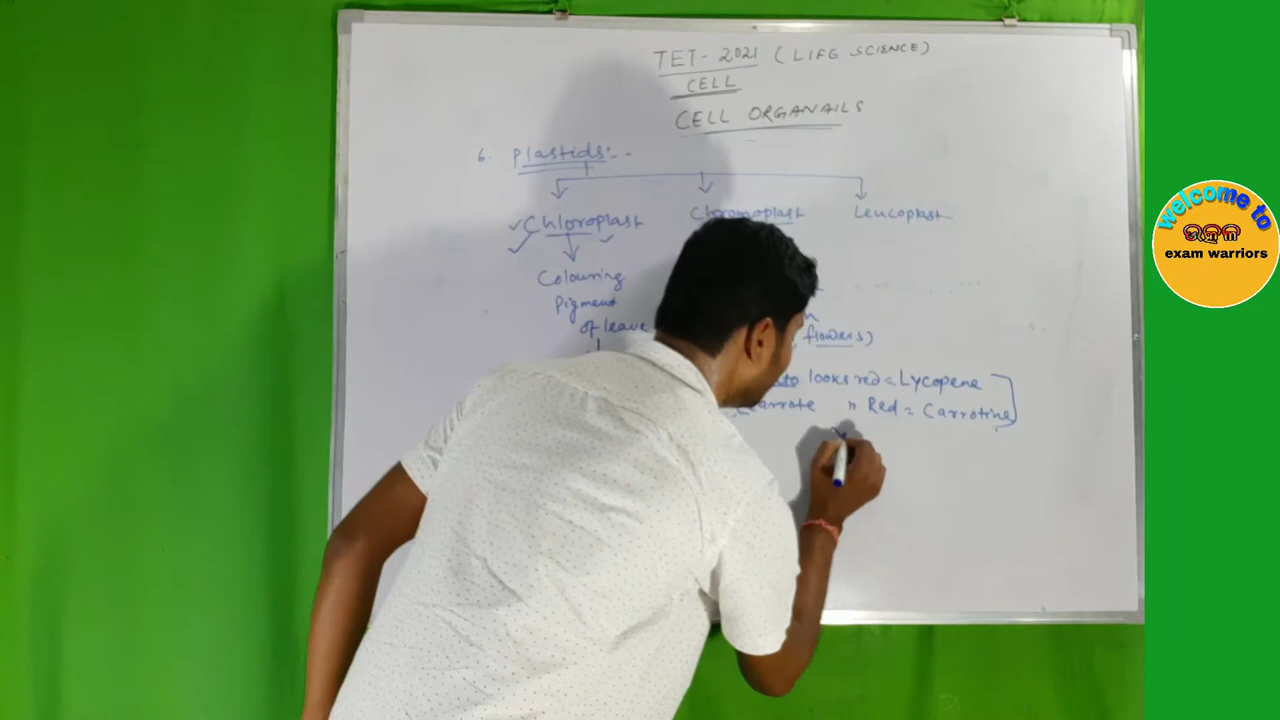 TET-2021 (LIFE SCIENCE)
CELL
CELL ORGANAILS
6. Plastids:-
Chloroplast Chromoplast Leucoplast
Colouring
Pigment
of leave
flowers)
looks red = Lycopene
carrote " Red = Carrotine
welcome to
exam warriors